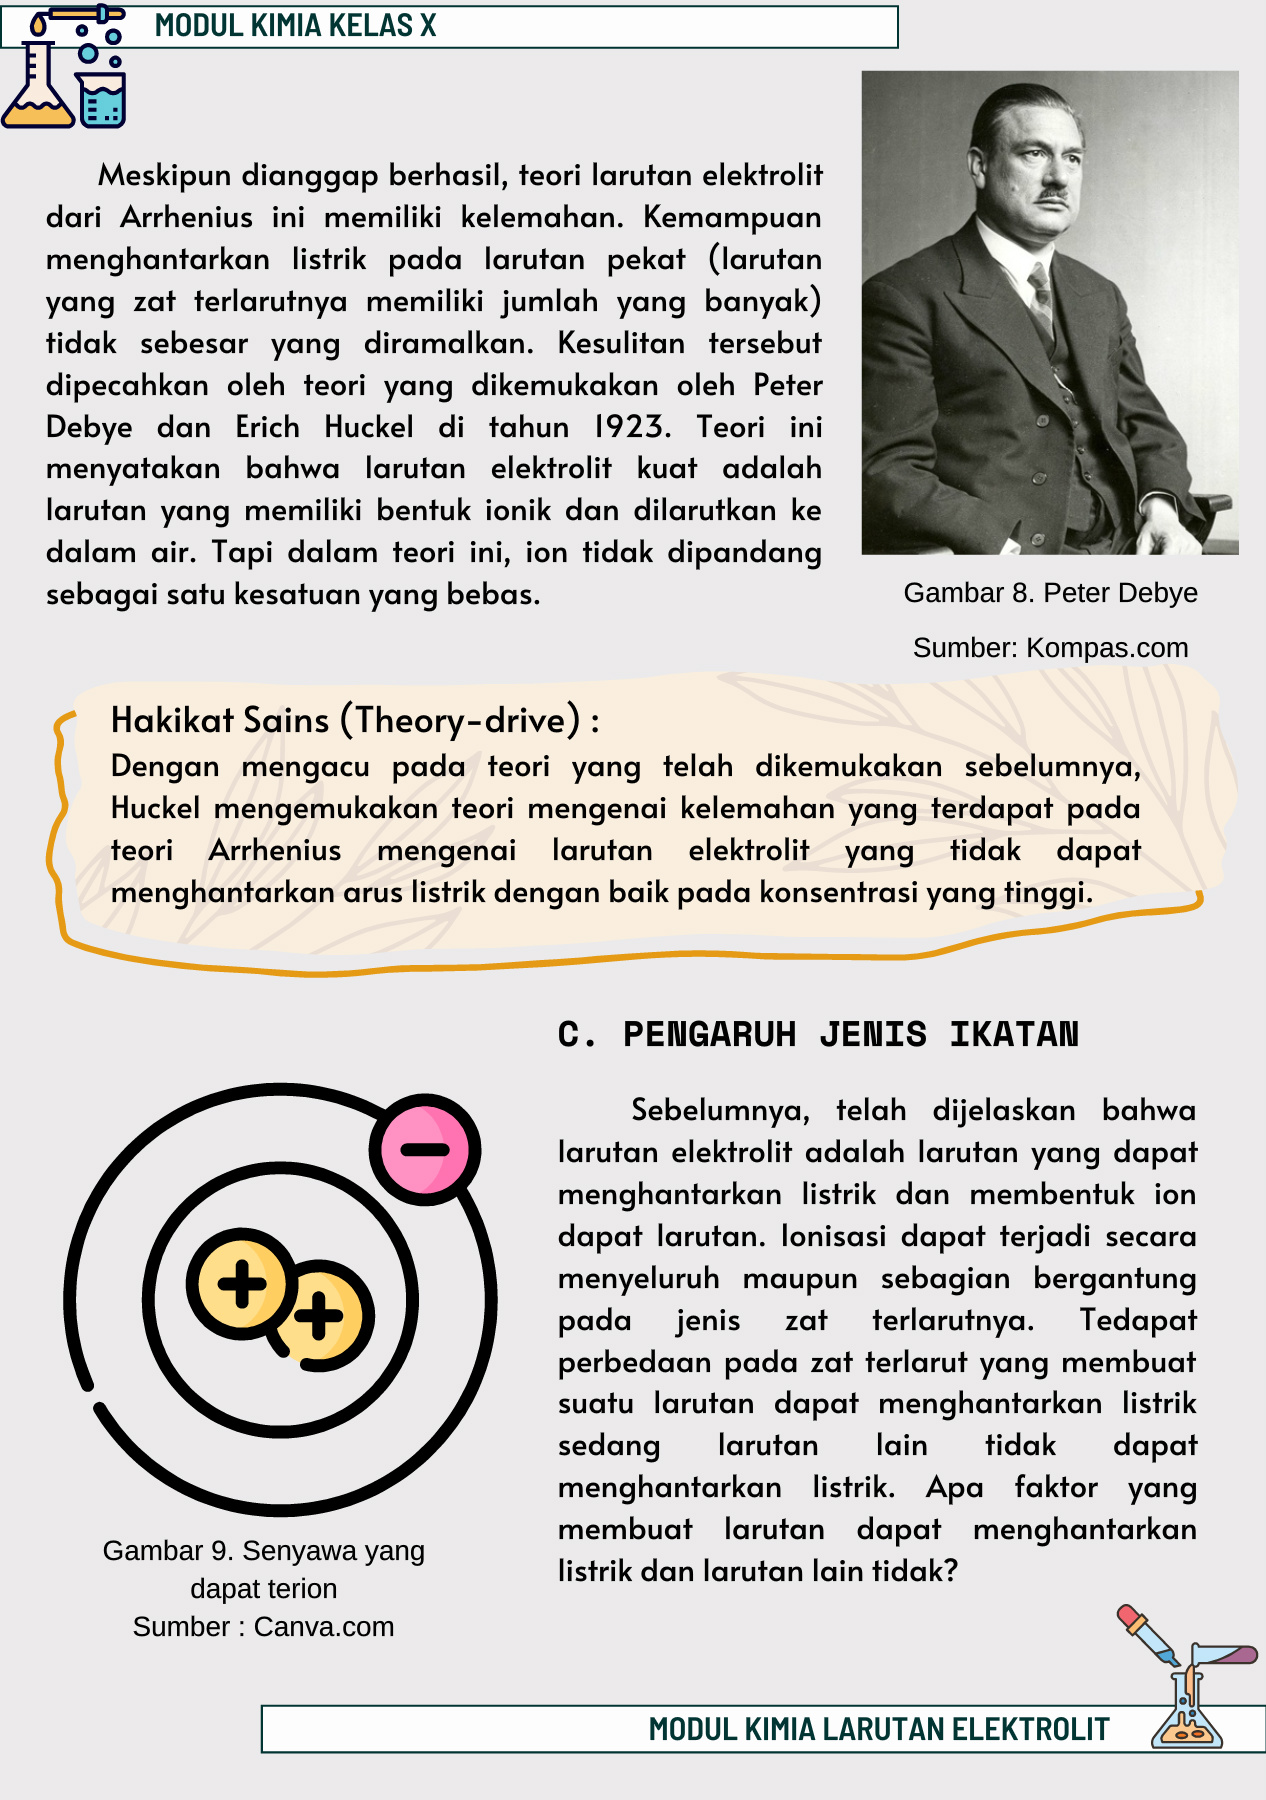 MODUL KIMIA KELAS X
Meskipun dianggap berhasil, teori larutan elektrolit
dari Arrhenius ini memiliki kelemahan. Kemampuan
menghantarkan listrik pada larutan pekat (larutan
yang zat terlarutnya memiliki jumlah yang banyak)
tidak sebesar yang diramalkan. Kesulitan tersebut
dipecahkan oleh teori yang dikemukakan oleh Peter
Debye dan Erich Huckel di tahun 1923. Teori ini
menyatakan bahwa larutan elektrolit kuat adalah
larutan yang memiliki bentuk ionik dan dilarutkan ke
dalam air. Tapi dalam teori ini, ion tidak dipandang
sebagai satu kesatuan yang bebas.
Gambar 8. Peter Debye
Sumber: Kompas.com
Hakikat Sains (Theory-drive) :
Dengan mengacu pada teori yang telah dikemukakan sebelumnya,
Huckel mengemukakan teori mengenai kelemahan yang terdapat pada
teori Arrhenius mengenai larutan elektrolit yang tidak dapat
menghantarkan arus listrik dengan baik pada konsentrasi yang tinggi.
C. PENGARUH JENIS IKATAN
Sebelumnya, telah dijelaskan bahwa
larutan elektrolit adalah larutan yang dapat
menghantarkan listrik dan membentuk ion
dapat larutan. Ionisasi dapat terjadi secara
menyeluruh maupun sebagian bergantung
pada jenis zat terlarutnya. Tedapat
perbedaan pada zat terlarut yang membuat
suatu larutan dapat menghantarkan listrik
sedang larutan lain tidak dapat
menghantarkan listrik. Apa faktor yang
membuat larutan dapat menghantarkan
listrik dan larutan lain tidak?
Gambar 9. Senyawa yang
dapat terion
Sumber : Canva.com
MODUL KIMIA LARUTAN ELEKTROLIT